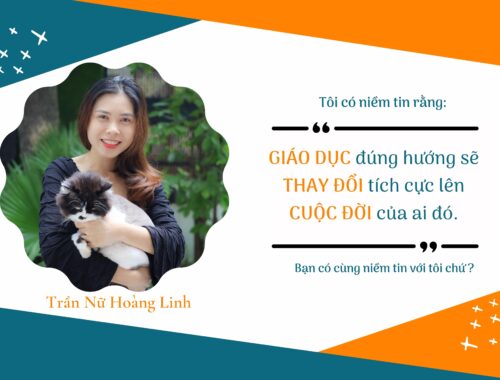 Tôi có niềm tin rằng:
“
GIÁO DỤC đúng hướng sẽ
THAY ĐỔI tích cực lên
CUỘC ĐỜI của ai đó.
”
Bạn có cùng niềm tin với tôi chứ?
Trần Nữ Hoàng Linh